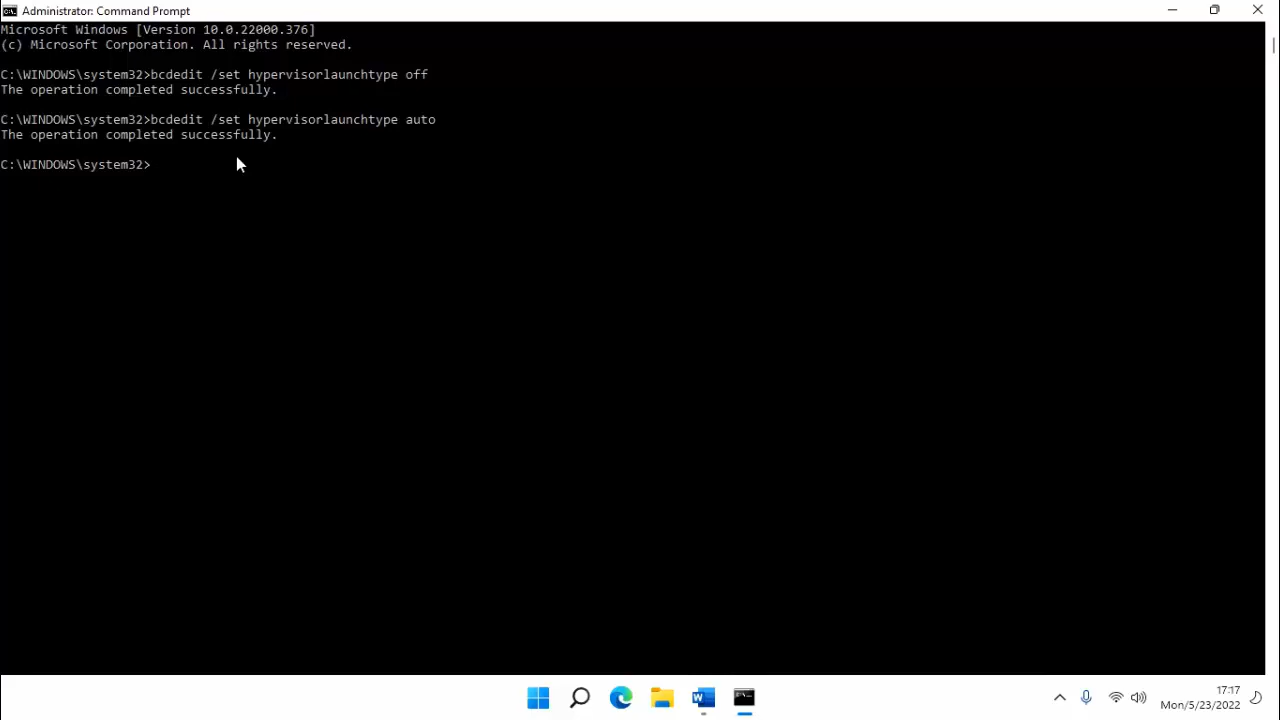 Administrator: Command Prompt
Microsoft Windows [Version 10.0.22000.376]
(c) Microsoft Corporation. All rights reserved.
C:\WINDOWS\system32>bcdedit /set hypervisorlaunchtype off
The operation completed successfully.
C:\WINDOWS\system32>bcdedit /set hypervisorlaunchtype auto
The operation completed successfully.
C:\WINDOWS\system32>
17:17
Mon/5/23/2022